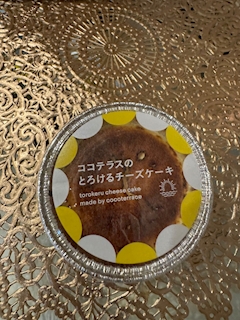 ココテラスの
とろけるチーズケーキ
torokeru cheese cake
made by cocoterrace